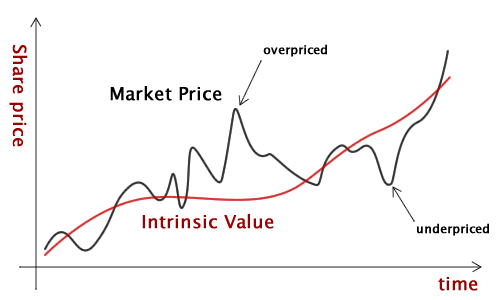 overpriced
Share price
Market Price
Intrinsic Value
underpriced
time